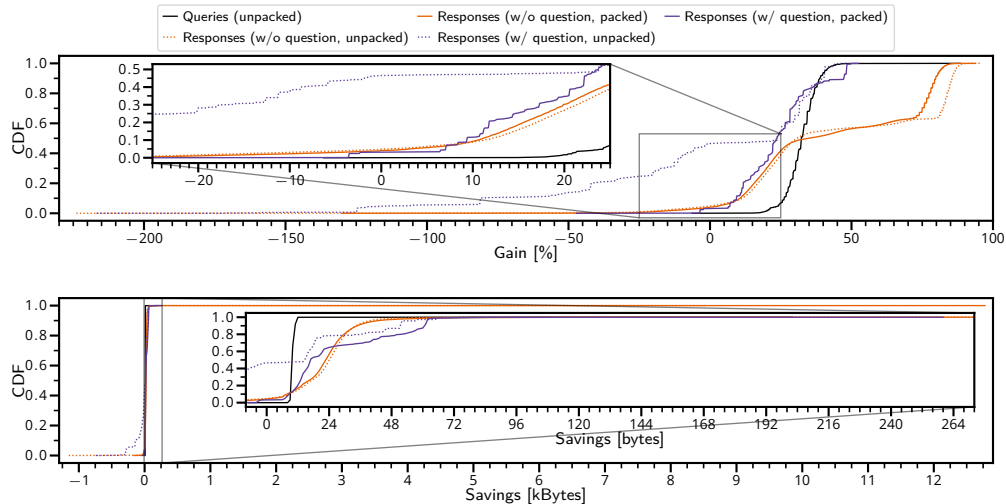 Queries (unpacked) Responses (w/o question, packed) Responses (w/ question, packed)
Responses (w/o question, unpacked) Responses (w/ question, unpacked)
CDF
1.0
0.8
0.6
0.4
0.2
0.0
0.5
0.4
0.3
0.2
0.1
0.0
−20 −10 0 10 20
−200 −150 −100 −50 0 50 100
Gain [%]
CDF
1.0
0.8
0.6
0.4
0.2
0.0
1.0
0.8
0.6
0.4
0.2
0.0
0 24 48 72 96 120 144 168 192 216 240 264
Savings [bytes]
−1 0 1 2 3 4 5 6 7 8 9 10 11 12
Savings [kBytes]